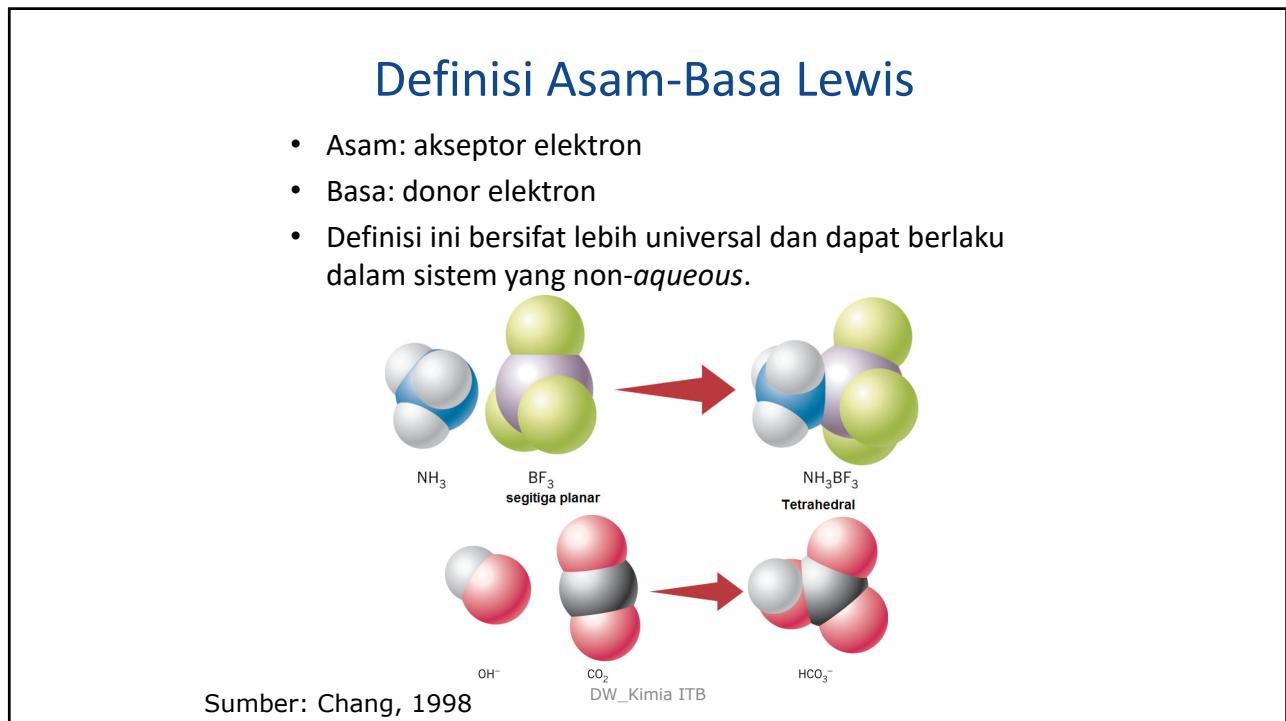 Definisi Asam-Basa Lewis
• Asam: akseptor elektron
• Basa: donor elektron
• Definisi ini bersifat lebih universal dan dapat berlaku
dalam sistem yang non-aqueous.
NH₃
BF₃
segitiga planar
NH₃BF₃
Tetrahedral
OH⁻
CO₂
HCO₃⁻
DW_Kimia ITB
Sumber: Chang, 1998